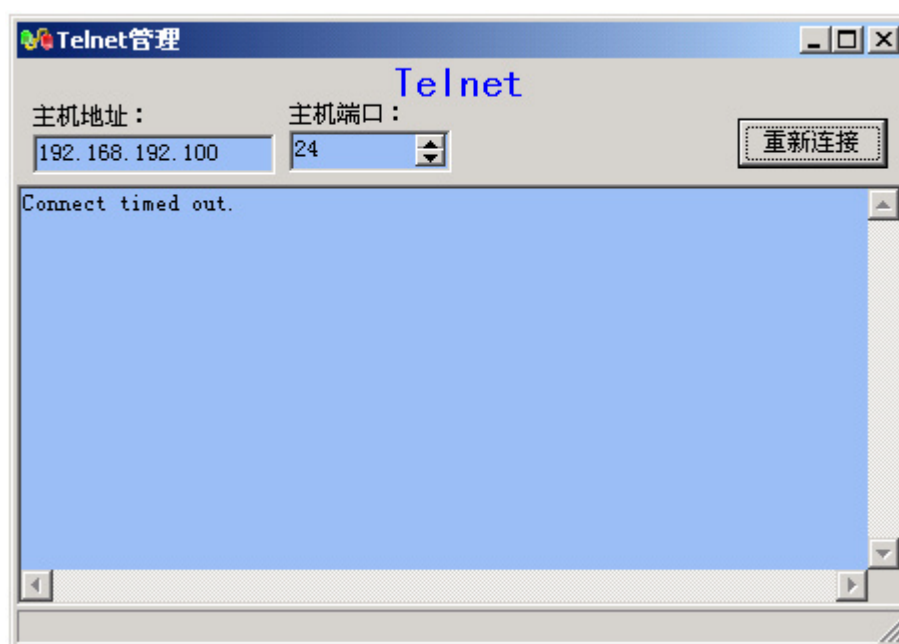 Telnet管理
Telnet
主机地址：
主机端口：
192.168.192.100
24
重新连接
Connect timed out.